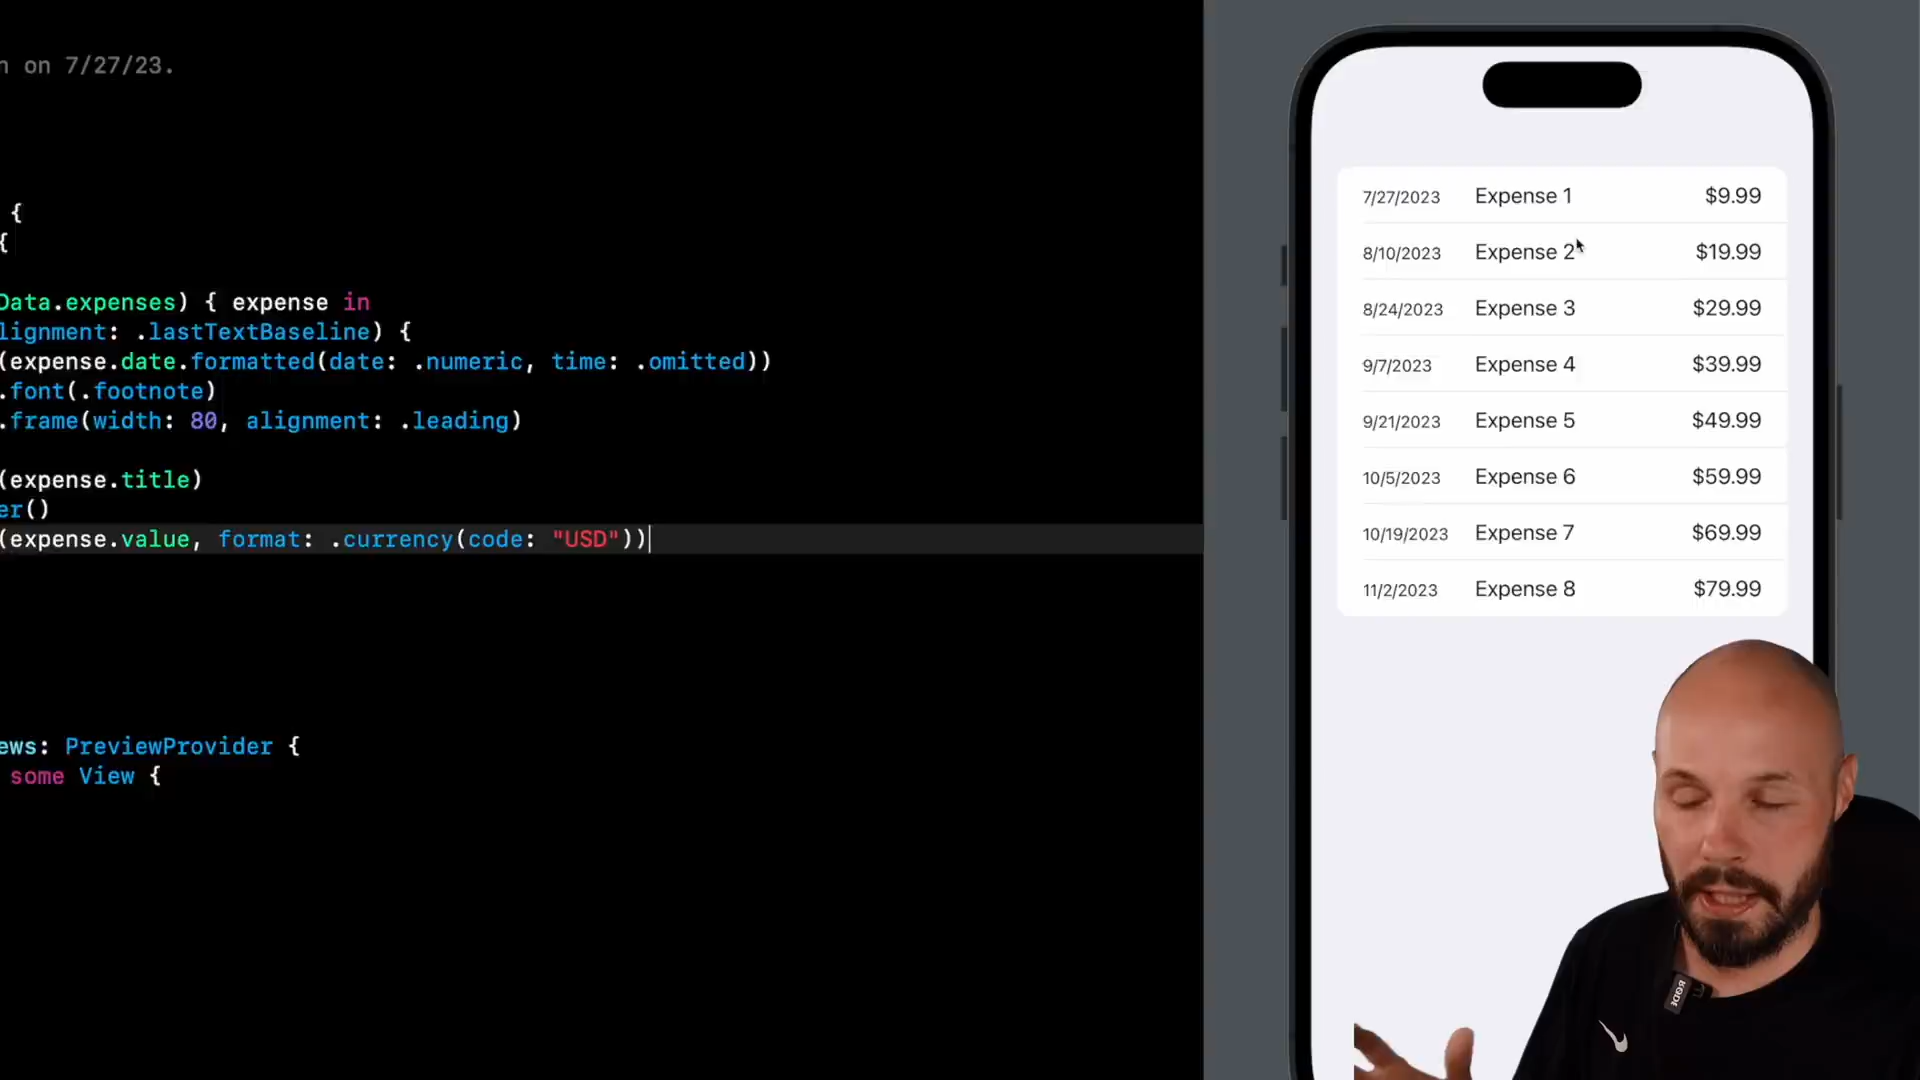 n on 7/27/23.
{
{
Data.expenses) { expense in
lignment: .lastTextBaseline) {
(expense.date.formatted(date: .numeric, time: .omitted))
.font(.footnote)
.frame(width: 80, alignment: .leading)
(expense.title)
er()
(expense.value, format: .currency(code: "USD"))
ews: PreviewProvider {
some View {
7/27/2023 Expense 1 $9.99
8/10/2023 Expense 2 $19.99
8/24/2023 Expense 3 $29.99
9/7/2023 Expense 4 $39.99
9/21/2023 Expense 5 $49.99
10/5/2023 Expense 6 $59.99
10/19/2023 Expense 7 $69.99
11/2/2023 Expense 8 $79.99